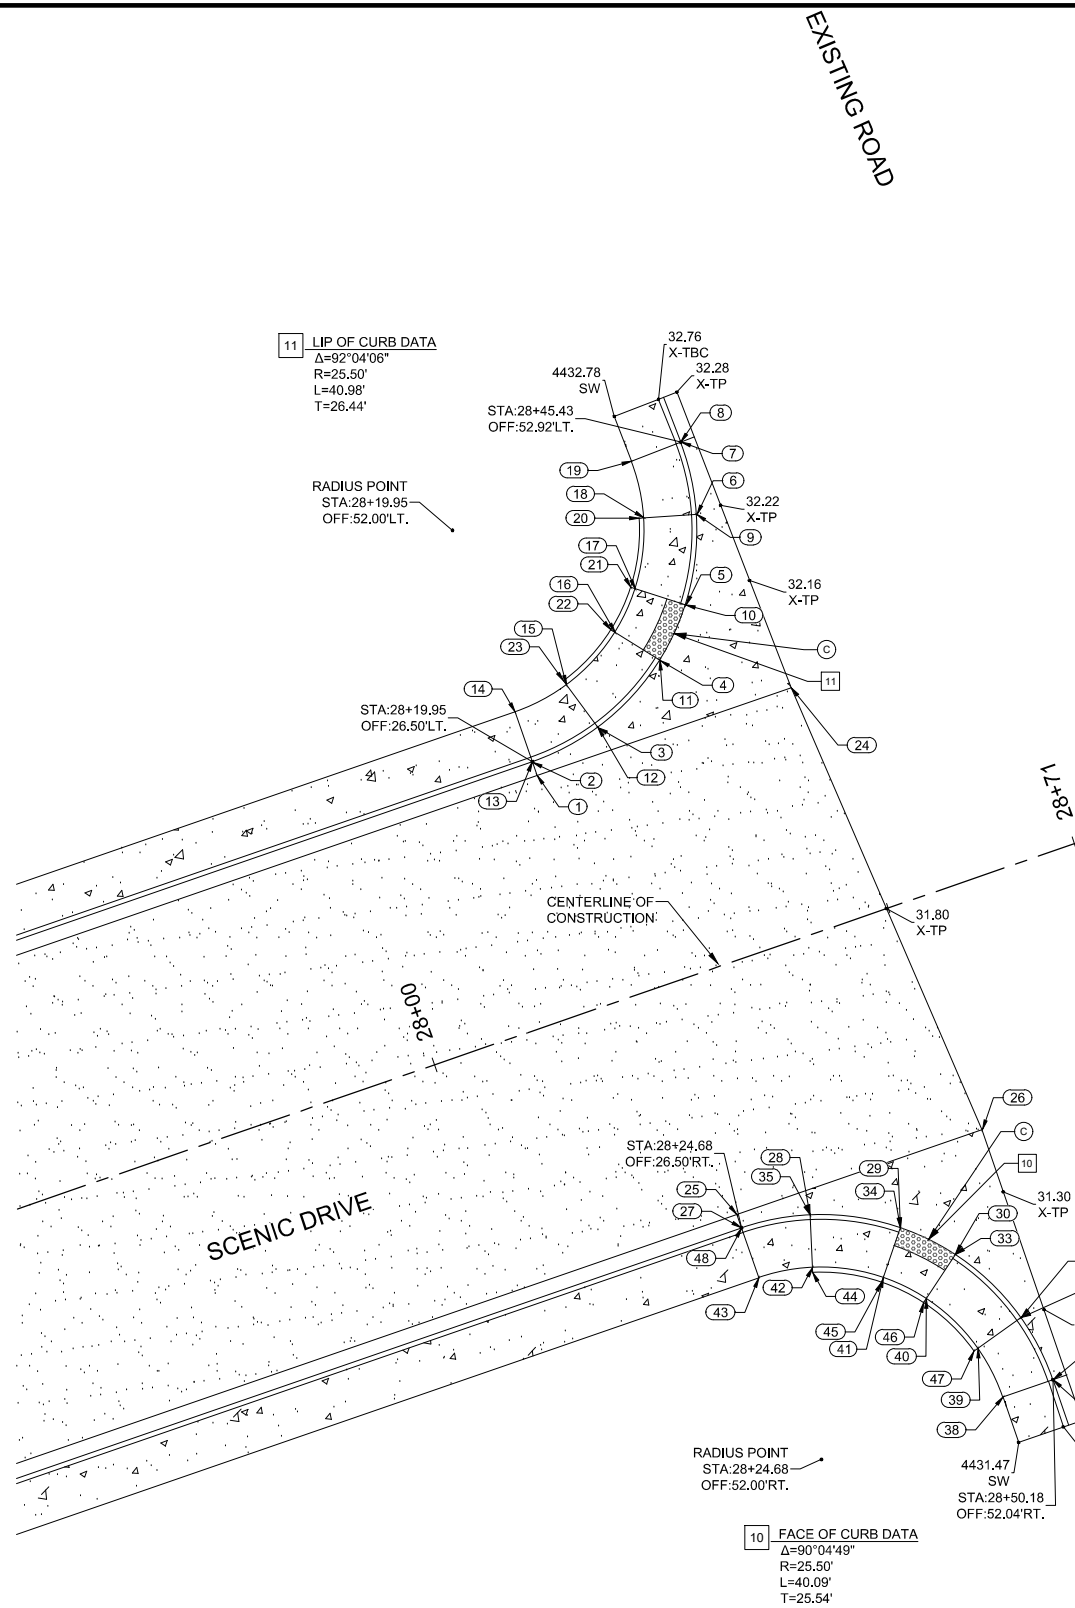 EXISTING ROAD
11 LIP OF CURB DATA
Δ=92°04'06"
R=25.50'
L=40.98'
T=26.44'
32.76
X-TBC
32.28
X-TP
4432.78
SW
STA:28+45.43
OFF:52.92'LT.
8
7
19
6
RADIUS POINT
STA:28+19.95
OFF:52.00'LT.
18
20
32.22
X-TP
9
17
21
5
32.16
X-TP
16
22
10
15
23
C
4
11
14
11
STA:28+19.95
OFF:26.50'LT.
3
24
12
2
13
1
28+71
CENTERLINE OF
CONSTRUCTION
31.80
X-TP
28+00
26
C
STA:28+24.68
OFF:26.50'RT.
28
35
29
10
34
25
27
48
31.30
X-TP
30
33
SCENIC DRIVE
42
44
43
45
41
46
40
47
39
38
RADIUS POINT
STA:28+24.68
OFF:52.00'RT.
4431.47
SW
STA:28+50.18
OFF:52.04'RT.
10 FACE OF CURB DATA
Δ=90°04'49"
R=25.50'
L=40.09'
T=25.54'